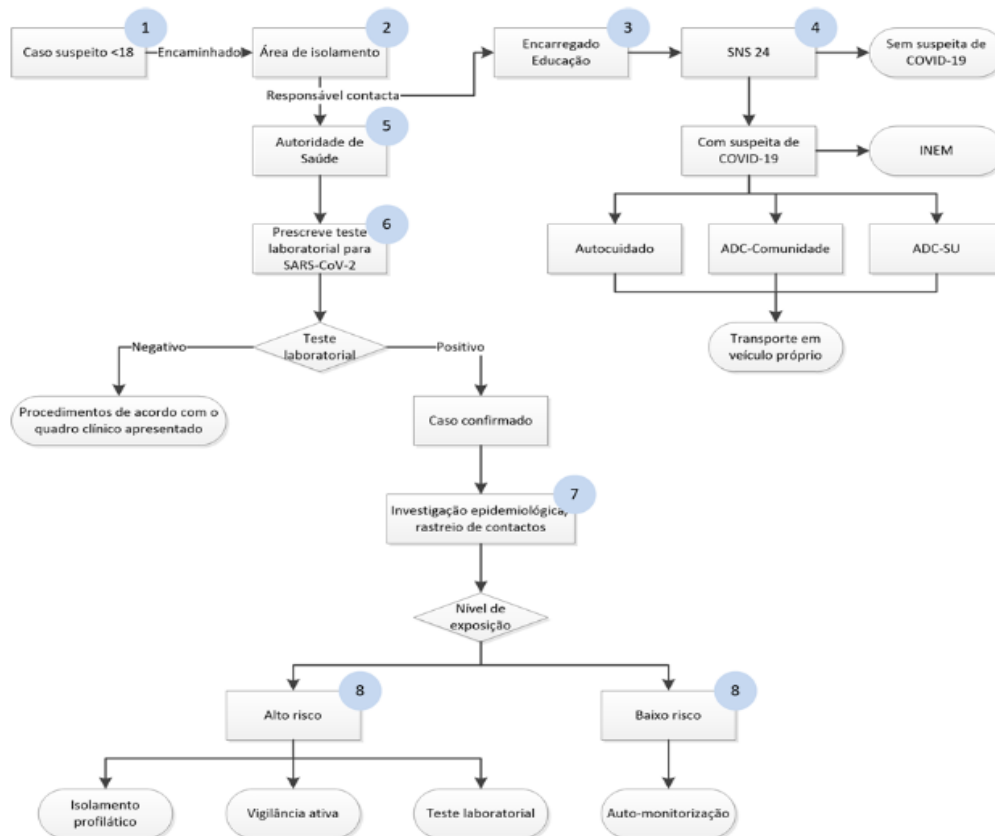 1
2
3
4
Caso suspeito <18
Encaminhado
Área de isolamento
Encarregado
Educação
SNS 24
Sem suspeita de
COVID-19
Responsável contacta
5
Autoridade de
Saúde
Com suspeita de
COVID-19
INEM
6
Prescreve teste
laboratorial para
SARS-CoV-2
Autocuidado
ADC-Comunidade
ADC-SU
Transporte em
veículo próprio
Negativo
Teste
laboratorial
Positivo
Procedimentos de acordo com o
quadro clínico apresentado
Caso confirmado
7
Investigação epidemiológica,
rastreio de contactos
Nível de
exposição
8
8
Alto risco
Baixo risco
Isolamento
profilático
Vigilância ativa
Teste laboratorial
Auto-monitorização